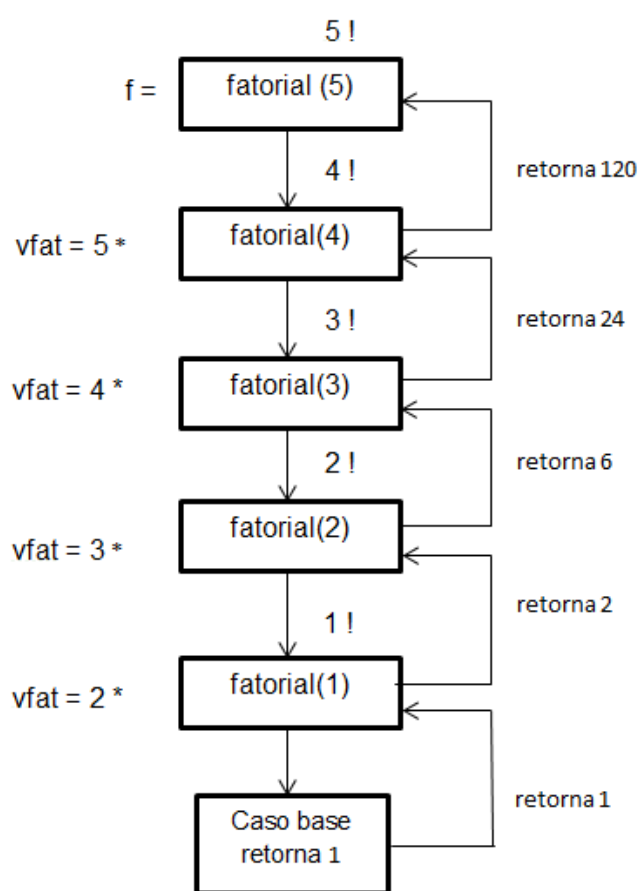 5 !
f =
fatorial (5)
4 !
retorna 120
vfat = 5 *
fatorial(4)
3 !
retorna 24
vfat = 4 *
fatorial(3)
2 !
retorna 6
vfat = 3 *
fatorial(2)
1 !
retorna 2
vfat = 2 *
fatorial(1)
retorna 1
Caso base
retorna 1